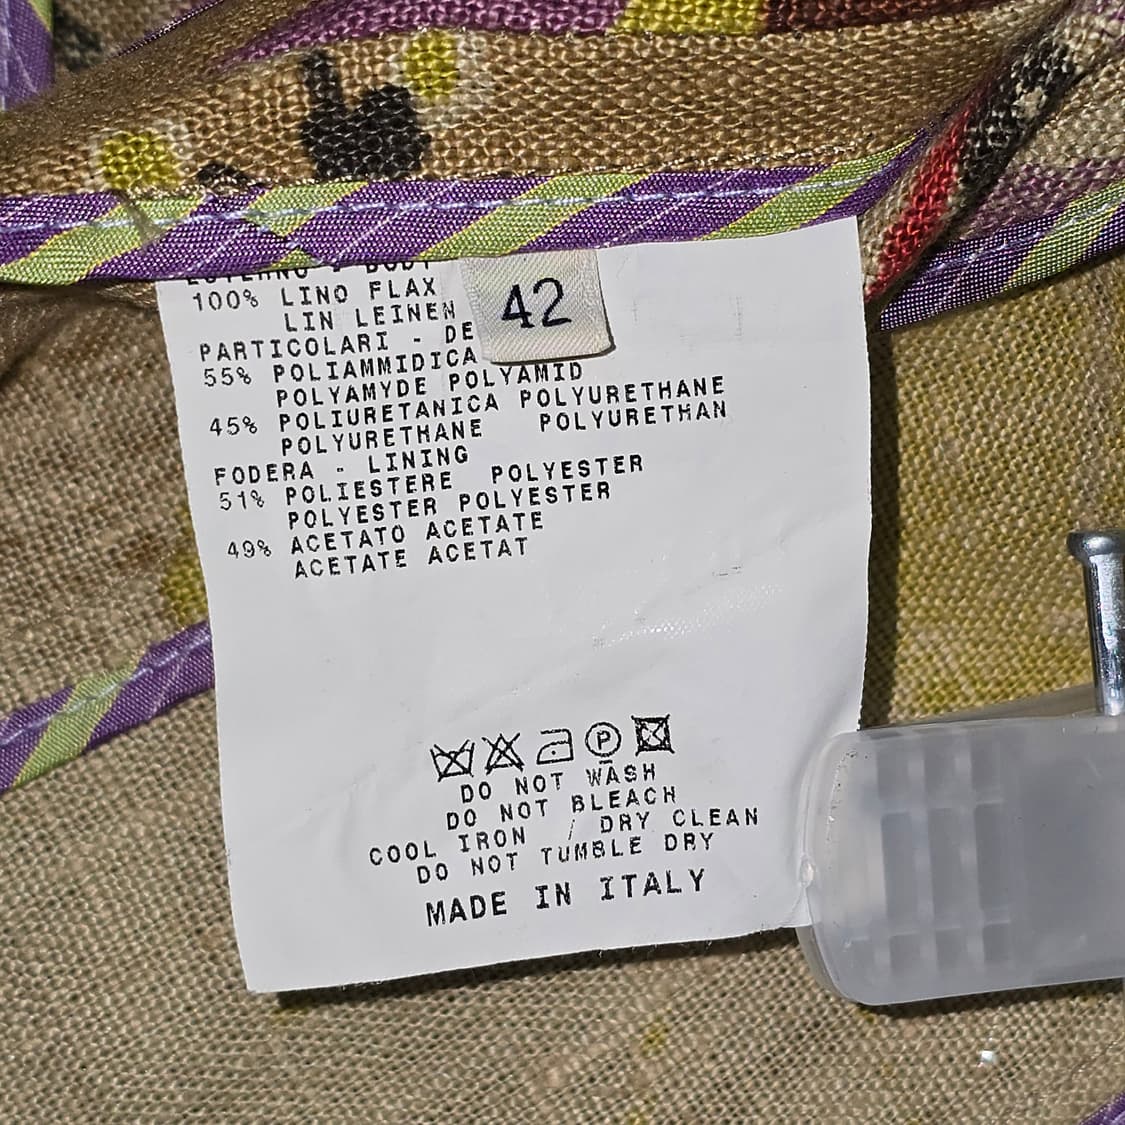 ESTERNO - BODY
100% LINO FLAX
LIN LEINEN
42
PARTICOLARI - DE
55% POLIAMMIDICA
POLYAMYDE POLYAMID
45% POLIURETANICA POLYURETHANE
POLYURETHANE POLYURETHAN
FODERA - LINING
51% POLIESTERE POLYESTER
POLYESTER POLYESTER
49% ACETATO ACETATE
ACETATE ACETAT
P
DO NOT WASH
DO NOT BLEACH
COOL IRON / DRY CLEAN
DO NOT TUMBLE DRY
MADE IN ITALY